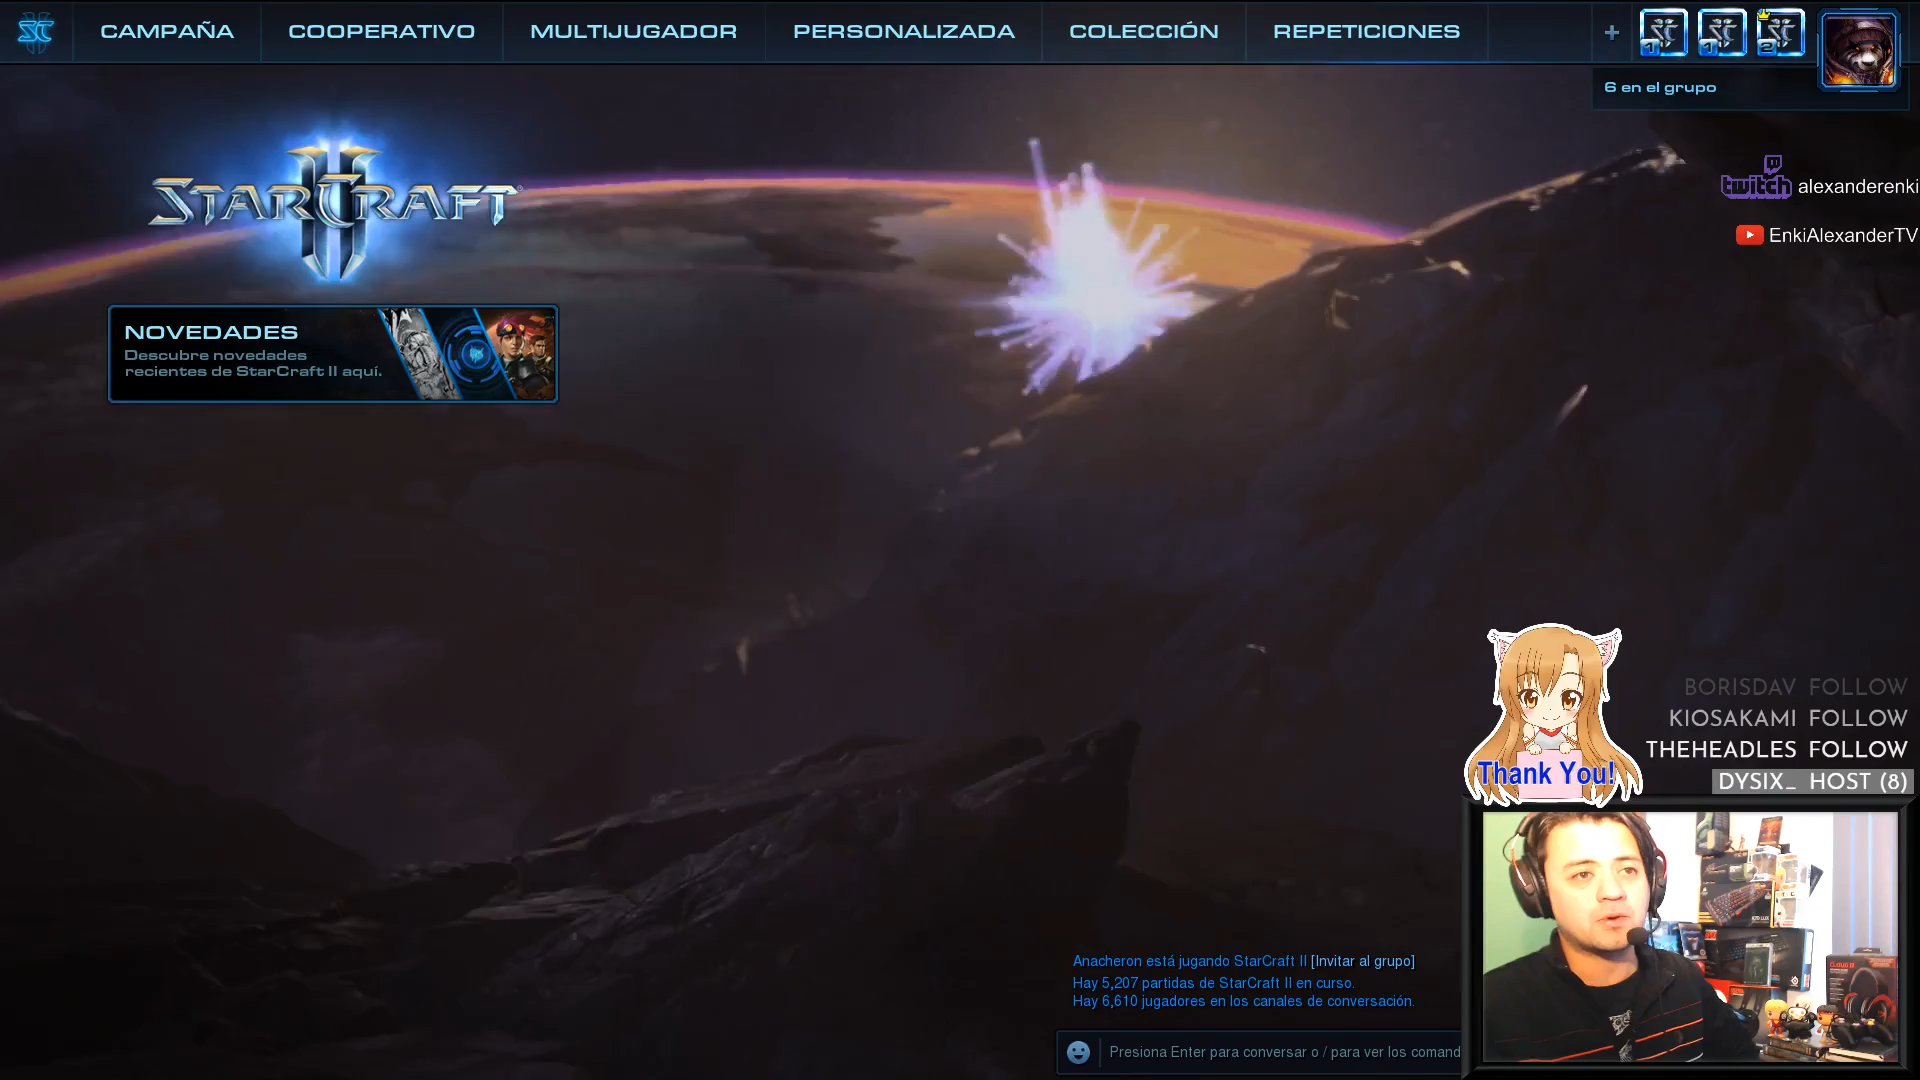 CAMPAÑA
COOPERATIVO
MULTIJUGADOR
PERSONALIZADA
COLECCIÓN
REPETICIONES
+
1
1
2
6 en el grupo
STARCRAFT
II
twitch alexanderenki
EnkiAlexanderTV
NOVEDADES
Descubre novedades
recientes de StarCraft II aquí.
BORISDAV FOLLOW
KIOSAKAMI FOLLOW
THEHEADLES FOLLOW
DYSIX_ HOST (8)
Thank You!
Anacheron está jugando StarCraft II [Invitar al grupo]
Hay 5,207 partidas de StarCraft II en curso.
Hay 6,610 jugadores en los canales de conversación.
Presiona Enter para conversar o / para ver los comand